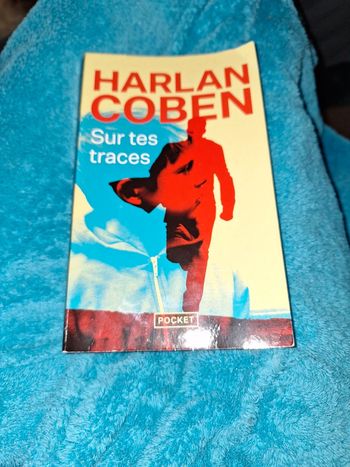 HARLAN
COBEN
Sur tes
traces
POCKET